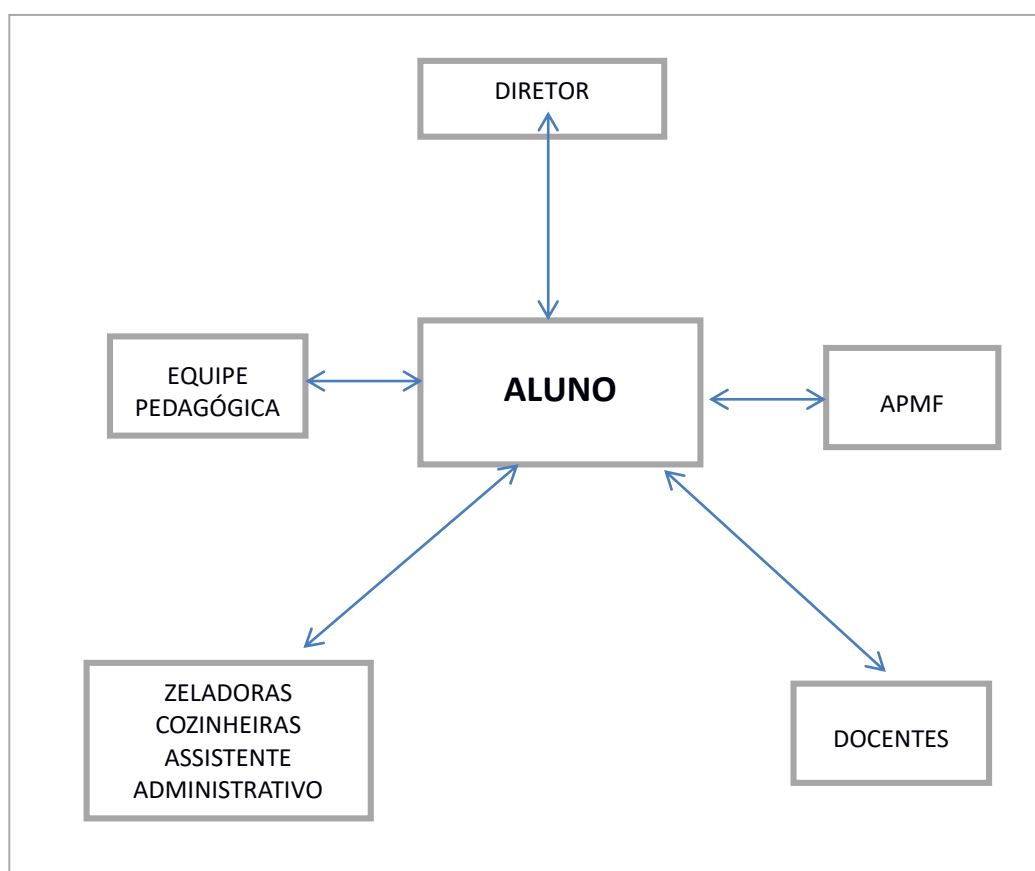 DIRETOR
EQUIPE
PEDAGÓGICA
ALUNO
APMF
ZELADORAS
COZINHEIRAS
ASSISTENTE
ADMINISTRATIVO
DOCENTES